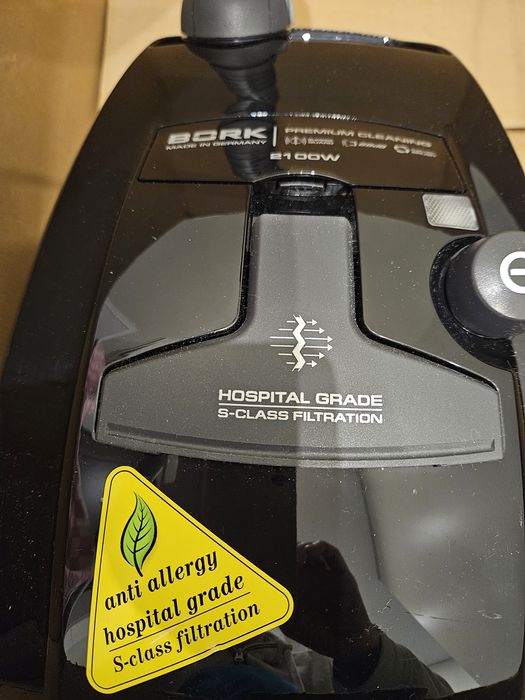 BORK | PREMIUM CLEANING
MADE IN GERMANY
2100W
HOSPITAL GRADE
S-CLASS FILTRATION
anti allergy
hospital grade
S-class filtration